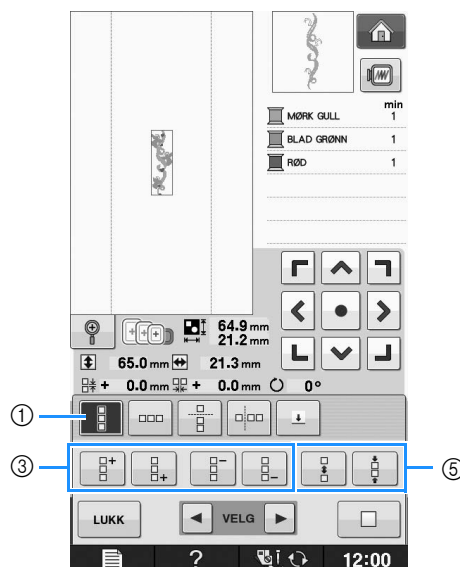 min
MØRK GULL 1
BLAD GRØNN 1
RØD 1
64.9 mm
21.2 mm
65.0 mm 21.3 mm
+ 0.0 mm + 0.0 mm 0°
①
③
⑤
LUKK VELG
? 12:00